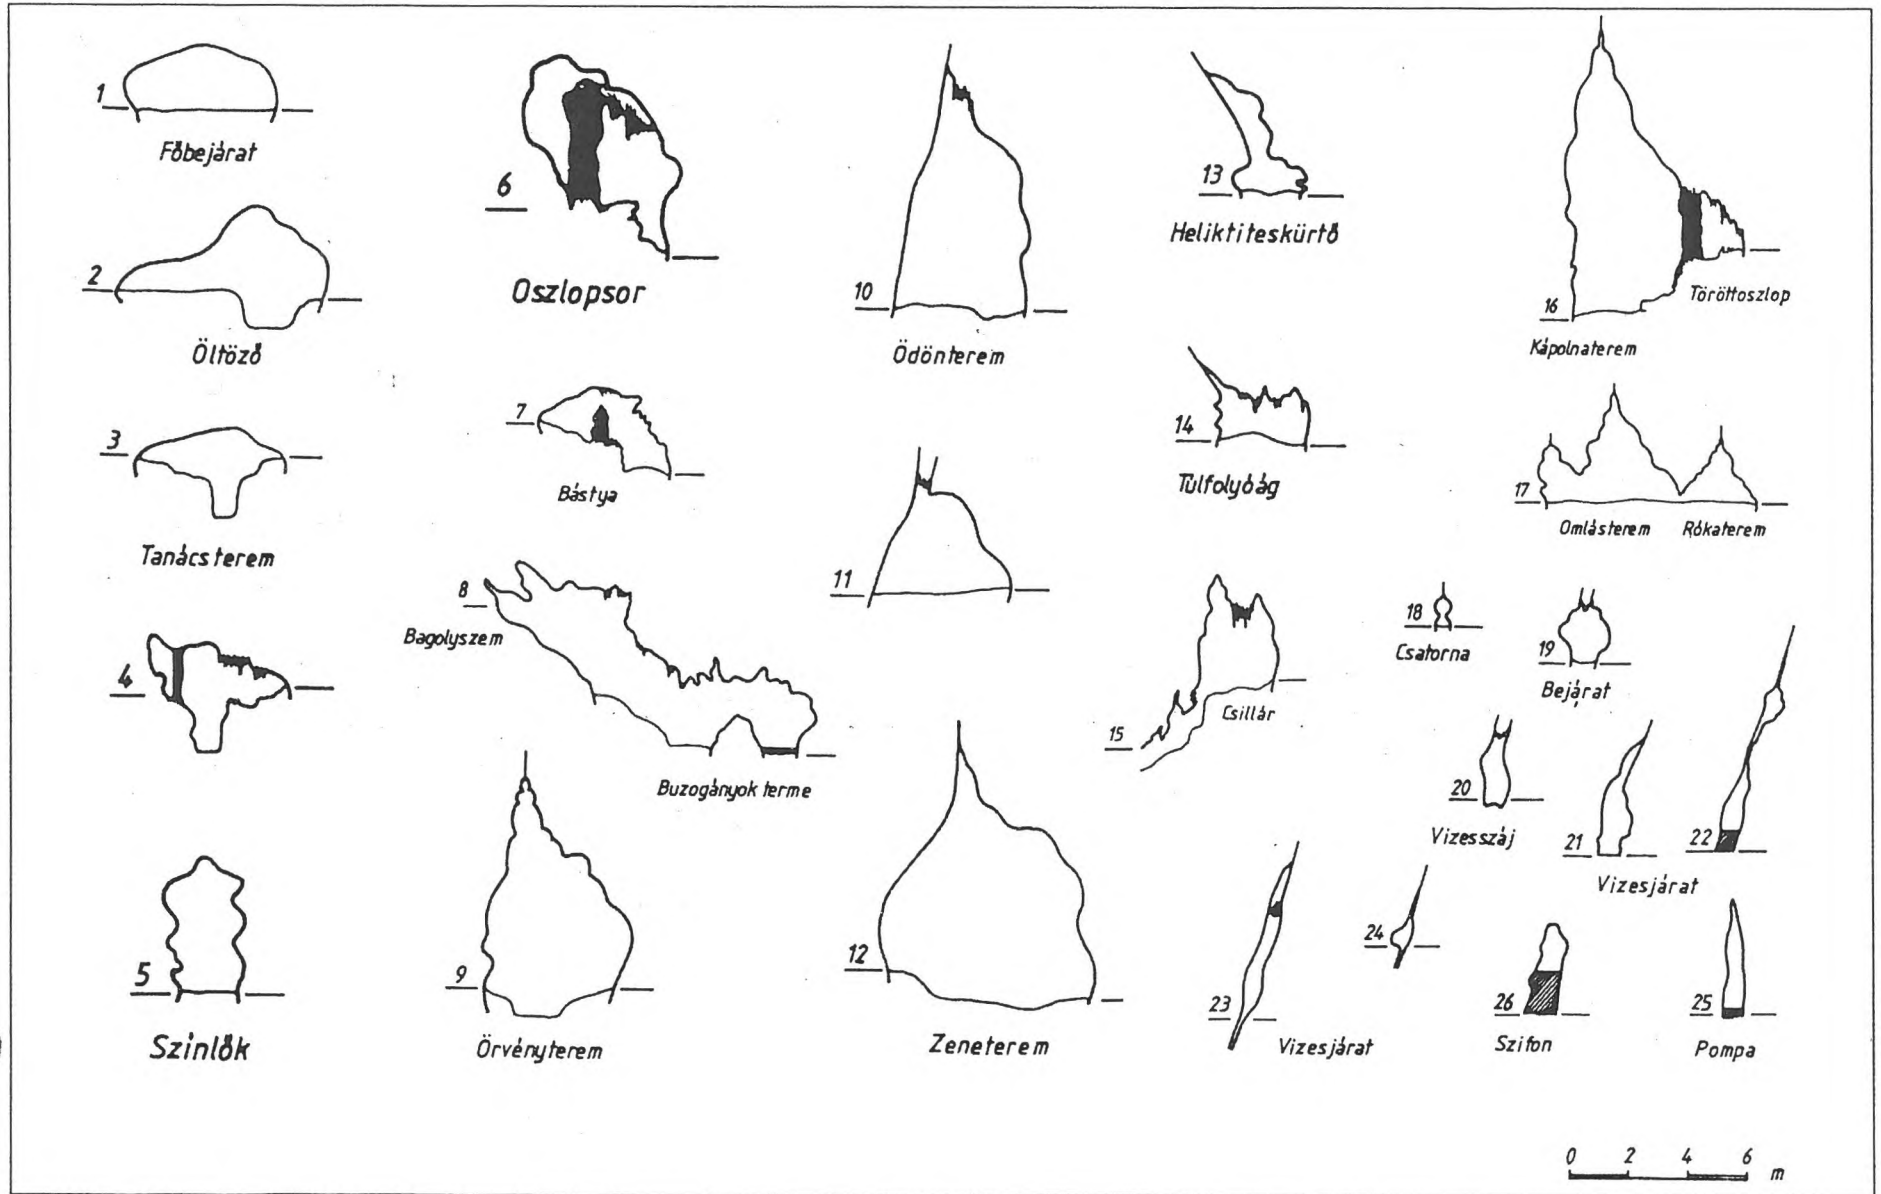 1
Főbejárat
2
Öltöző
3
Tanácsterem
4
5
Szinlők
6
Oszlopsor
7
Bástya
8
Bagolyszem
Buzogányok terme
9
Örvényterem
10
Ödönterem
11
12
Zeneterem
13
Heliktiteskürtő
14
Túlfolyóág
15
Csillár
16
Töröttoszlop
Kápolnaterem
17
Omlásterem Rókaterem
18
Csatorna
19
Bejárat
20
Vizesszáj
21
22
Vizesjárat
23
24
Vizesjárat
26
Szifon
25
Pompa
0 2 4 6 m